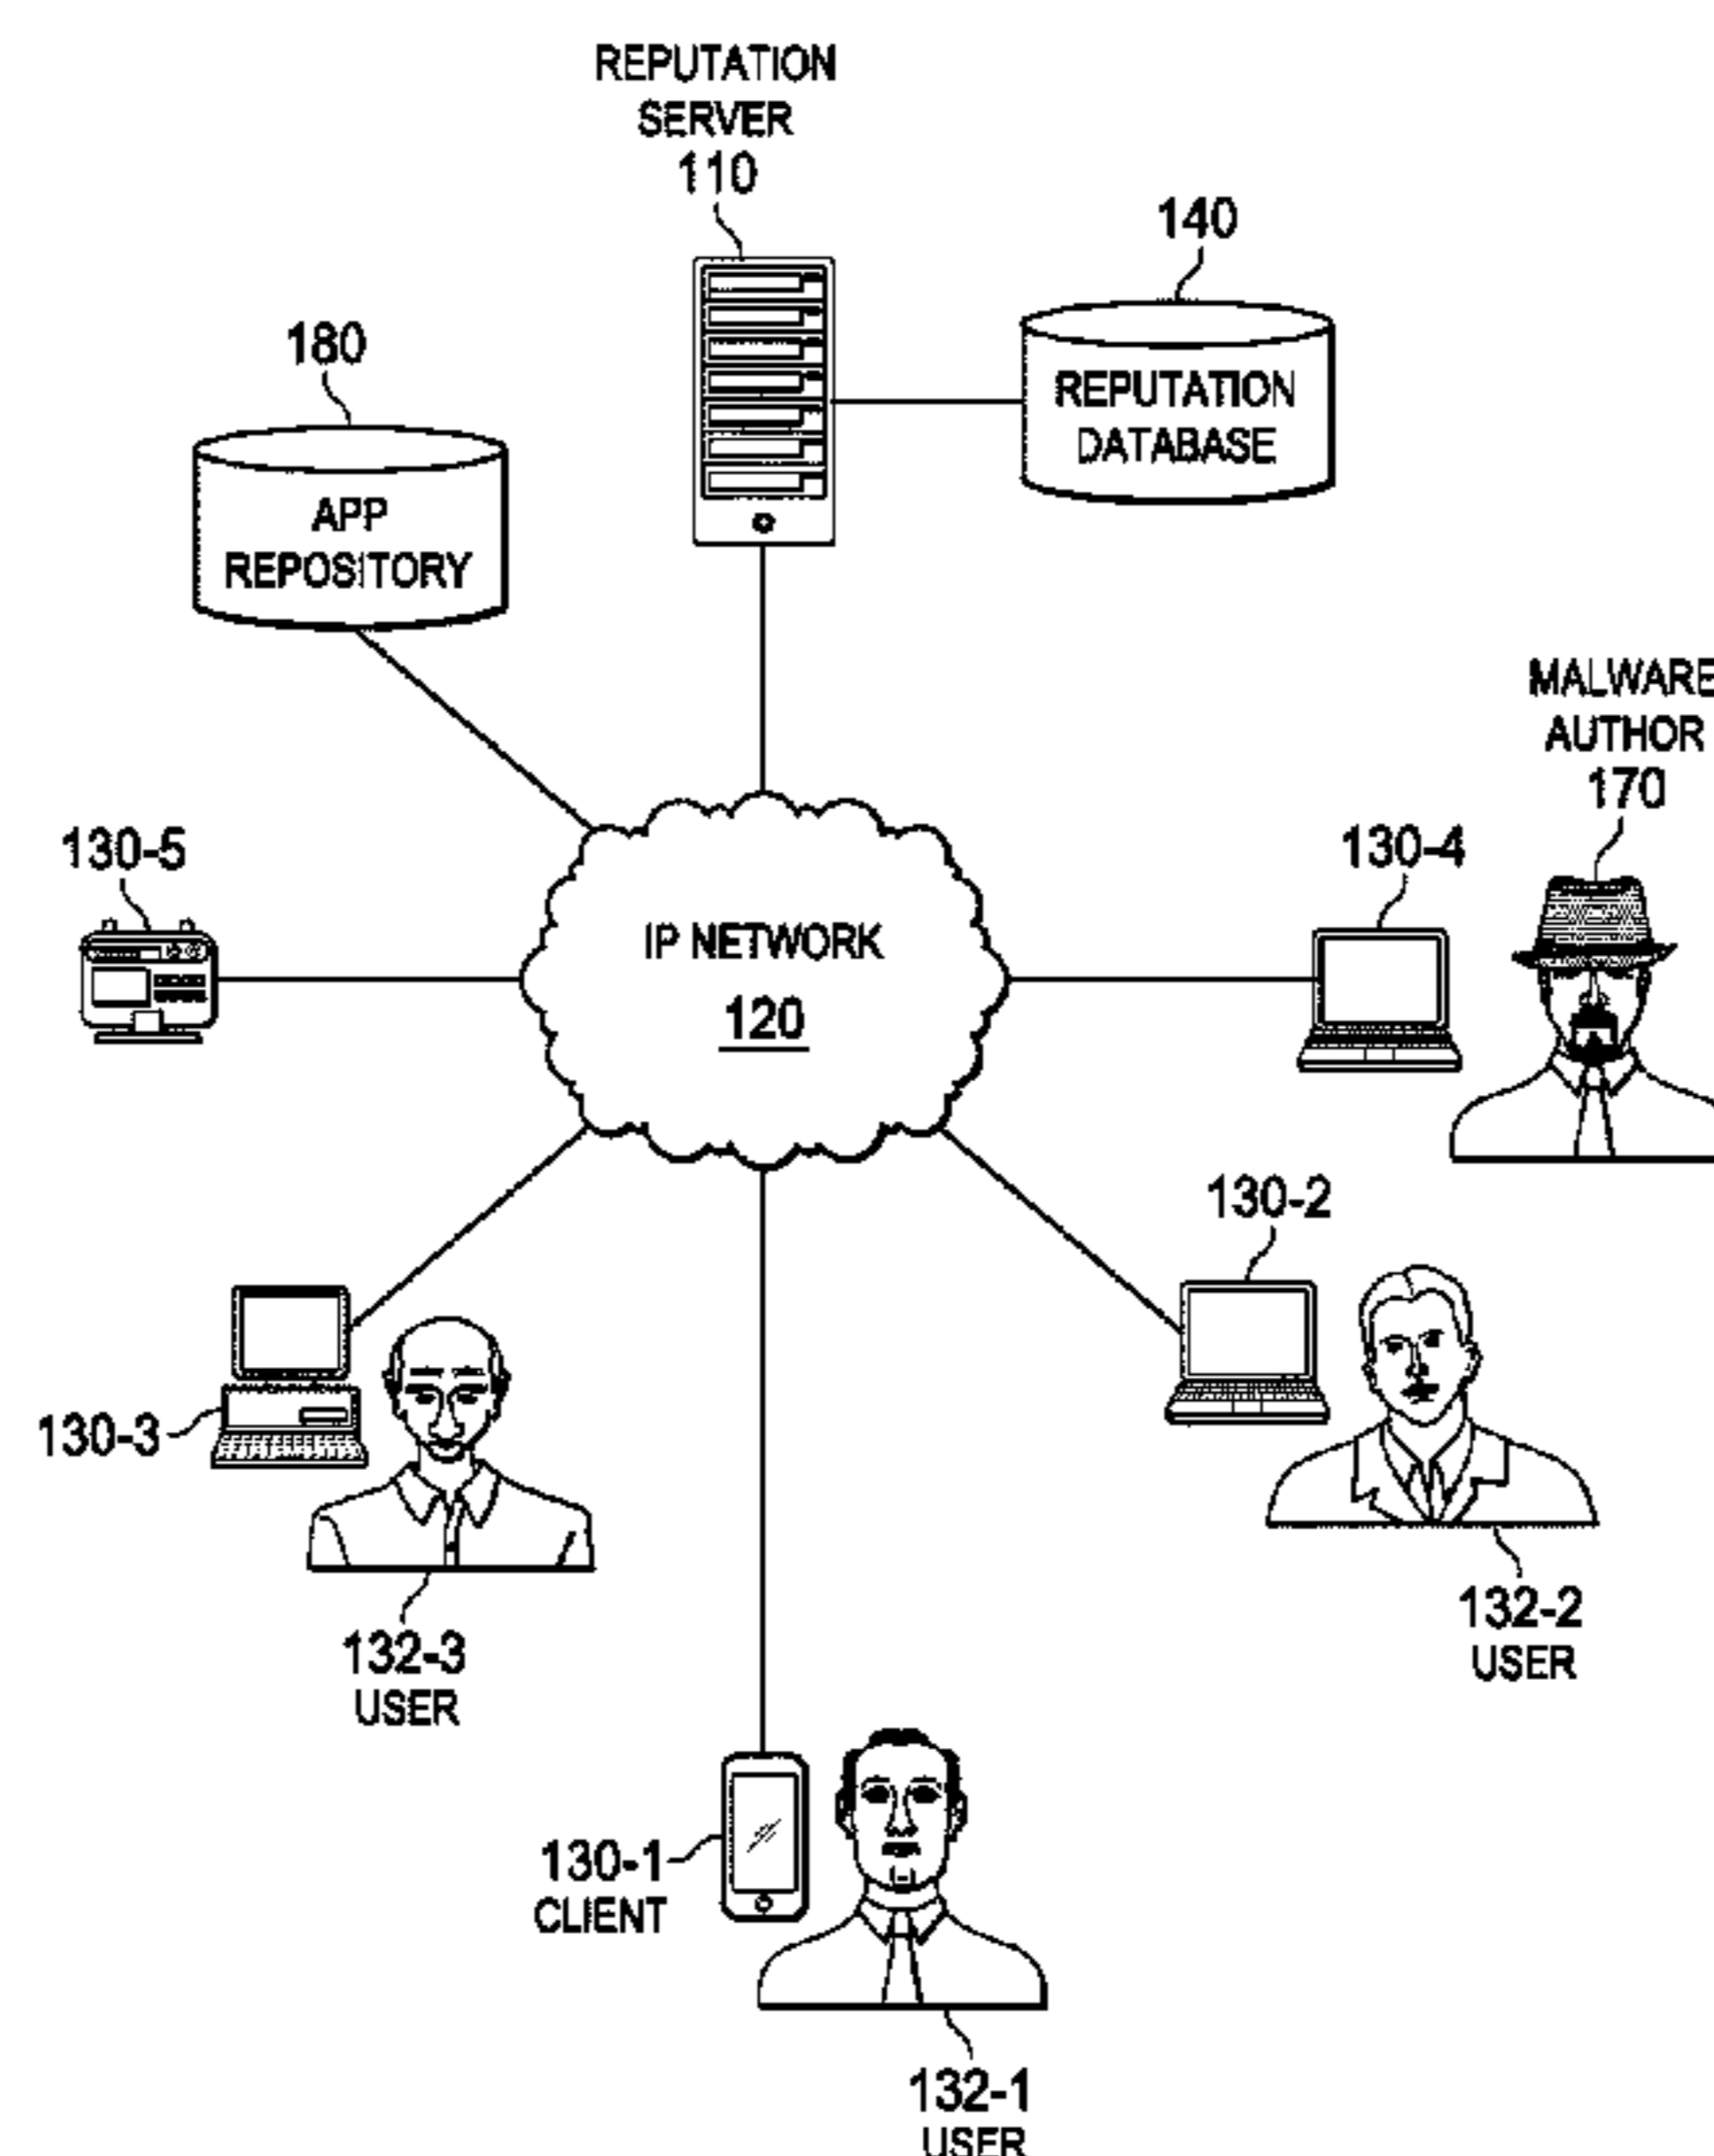 REPUTATION
SERVER
110
140
REPUTATION
DATABASE
180
APP
REPOSITORY
MALWARE
AUTHOR
170
130-5
130-4
IP NETWORK
120
130-2
130-3
132-2
USER
132-3
USER
130-1
CLIENT
132-1
USER